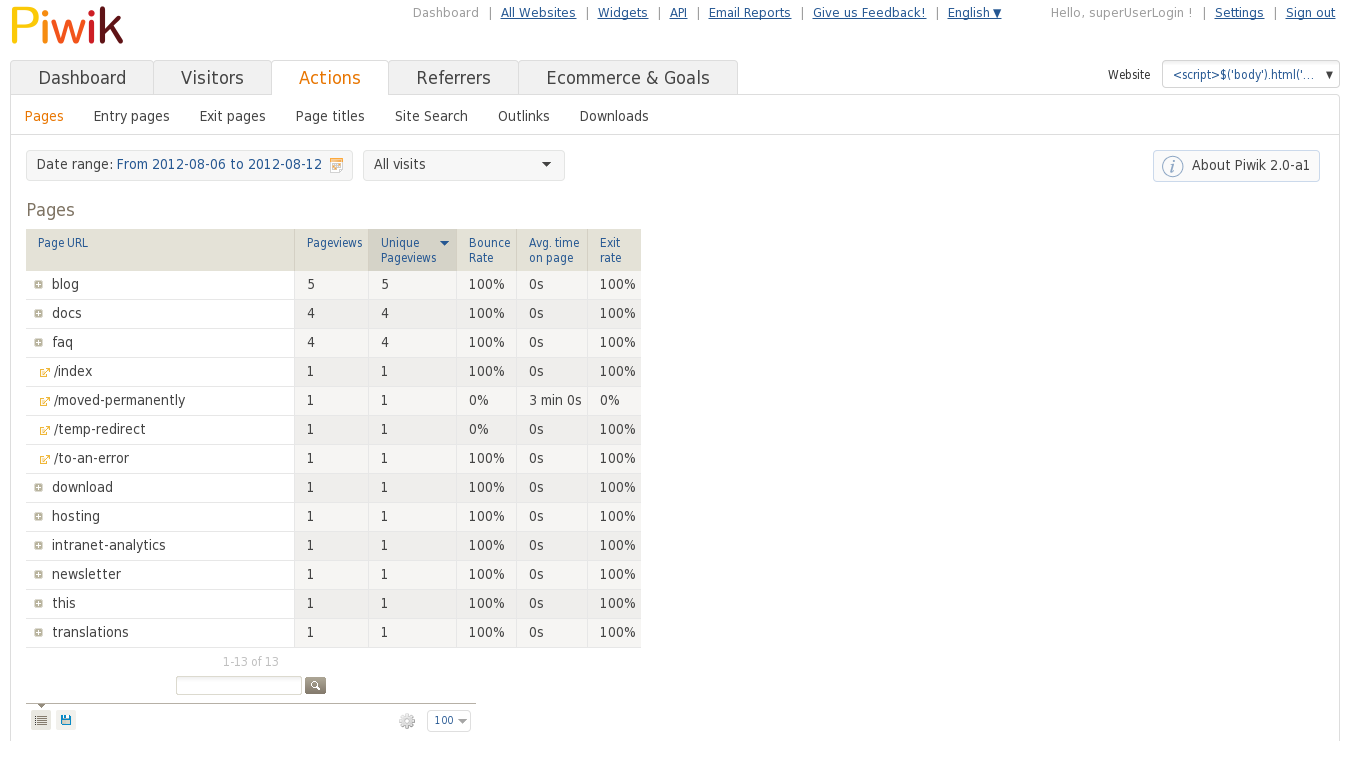 Piwik
Dashboard | All Websites | Widgets | API | Email Reports | Give us Feedback! | English ▼ Hello, superUserLogin ! | Settings | Sign out
Dashboard Visitors Actions Referrers Ecommerce & Goals
Website <script>$('body').html('... ▼
Pages Entry pages Exit pages Page titles Site Search Outlinks Downloads
Date range: From 2012-08-06 to 2012-08-12 All visits
i About Piwik 2.0-a1
Pages
Page URL Pageviews Unique Pageviews Bounce Rate Avg. time on page Exit rate
blog 5 5 100% 0s 100%
docs 4 4 100% 0s 100%
faq 4 4 100% 0s 100%
/index 1 1 100% 0s 100%
/moved-permanently 1 1 0% 3 min 0s 0%
/temp-redirect 1 1 0% 0s 100%
/to-an-error 1 1 100% 0s 100%
download 1 1 100% 0s 100%
hosting 1 1 100% 0s 100%
intranet-analytics 1 1 100% 0s 100%
newsletter 1 1 100% 0s 100%
this 1 1 100% 0s 100%
translations 1 1 100% 0s 100%
1-13 of 13
100